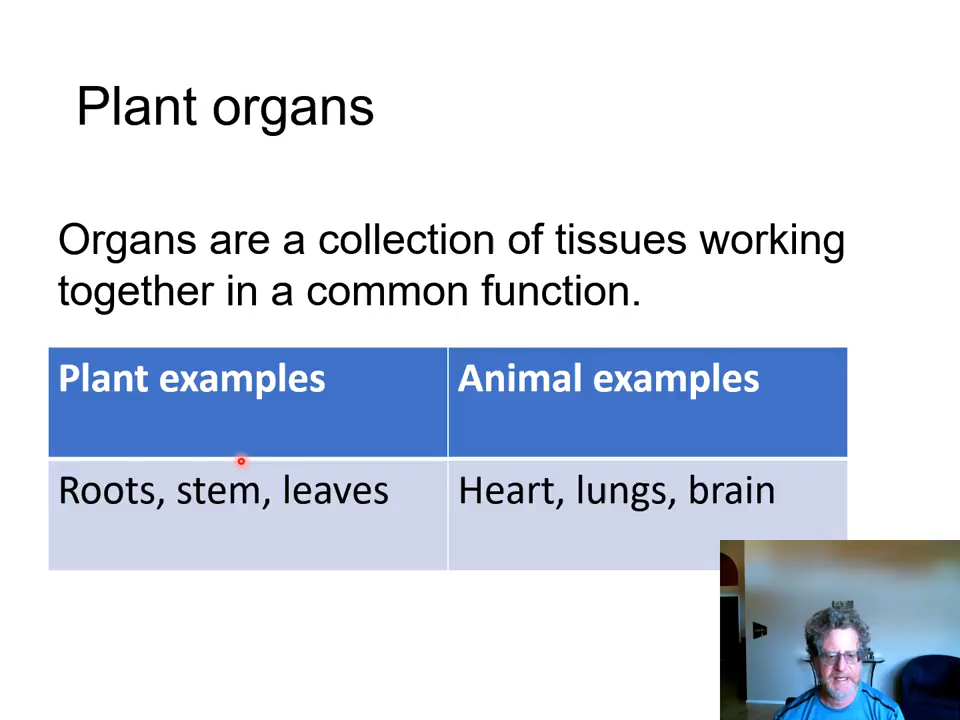 Plant organs
Organs are a collection of tissues working
together in a common function.
Plant examples
Animal examples
Roots, stem, leaves
Heart, lungs, brain